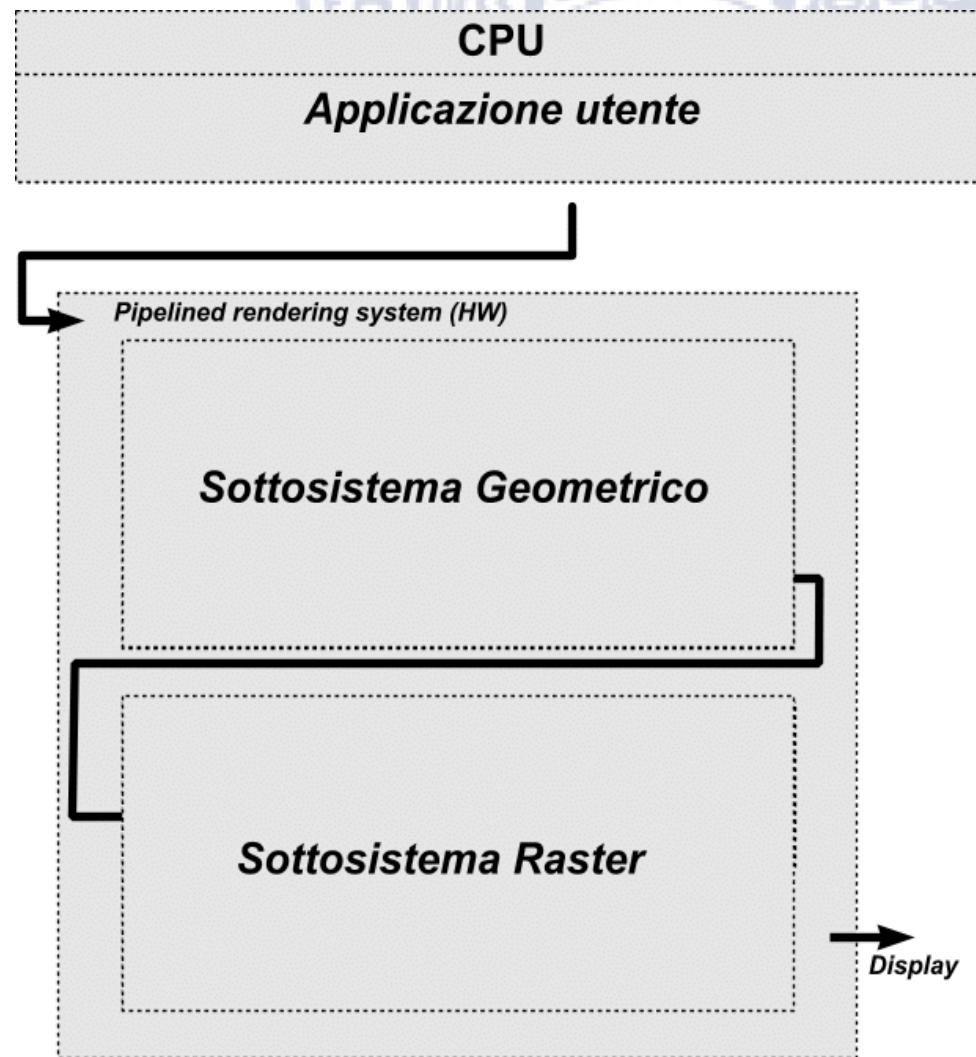 CPU
Applicazione utente
Pipelined rendering system (HW)
Sottosistema Geometrico
Sottosistema Raster
Display